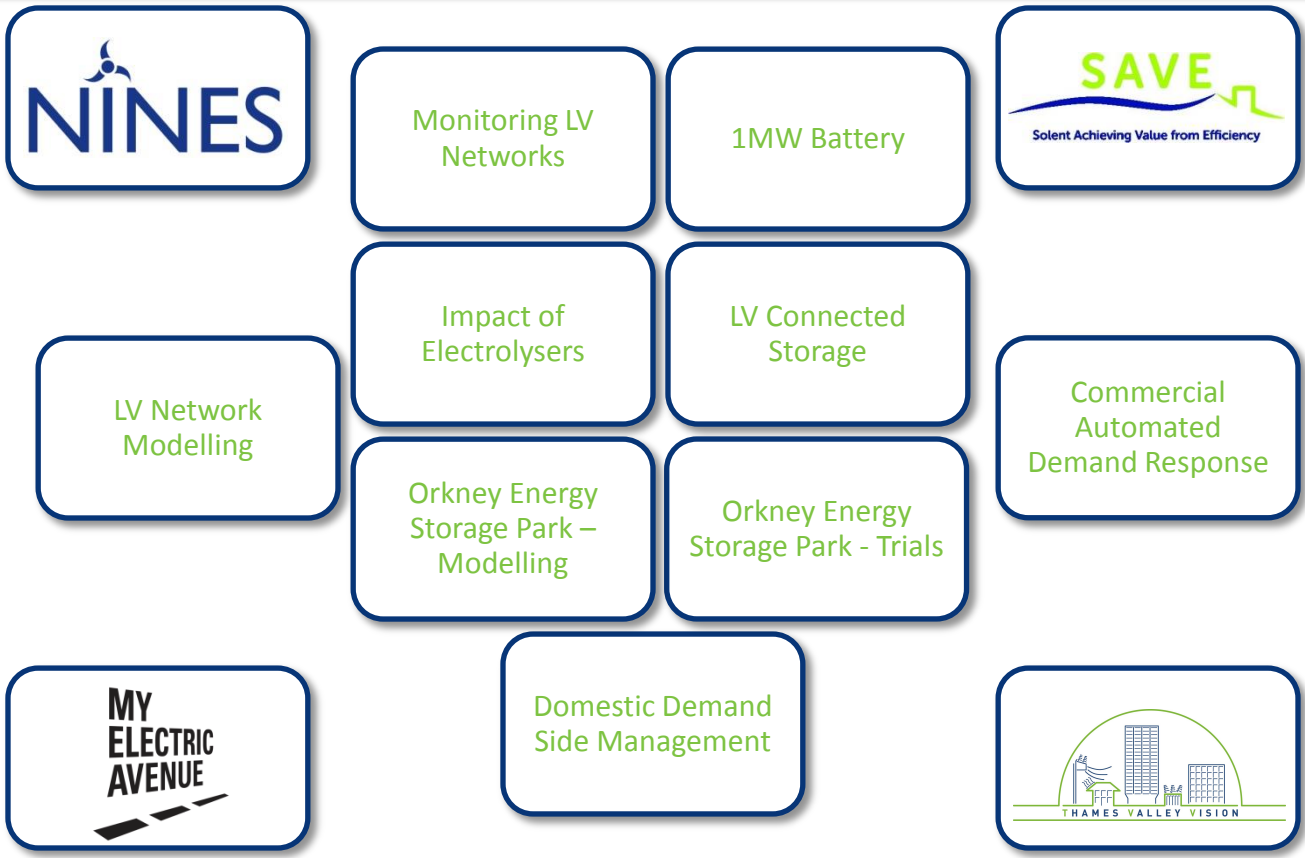 NINES
Monitoring LV
Networks
1MW Battery
SAVE
Solent Achieving Value from Efficiency
Impact of
Electrolysers
LV Connected
Storage
LV Network
Modelling
Commercial
Automated
Demand Response
Orkney Energy
Storage Park –
Modelling
Orkney Energy
Storage Park - Trials
MY
ELECTRIC
AVENUE
Domestic Demand
Side Management
THAMES VALLEY VISION